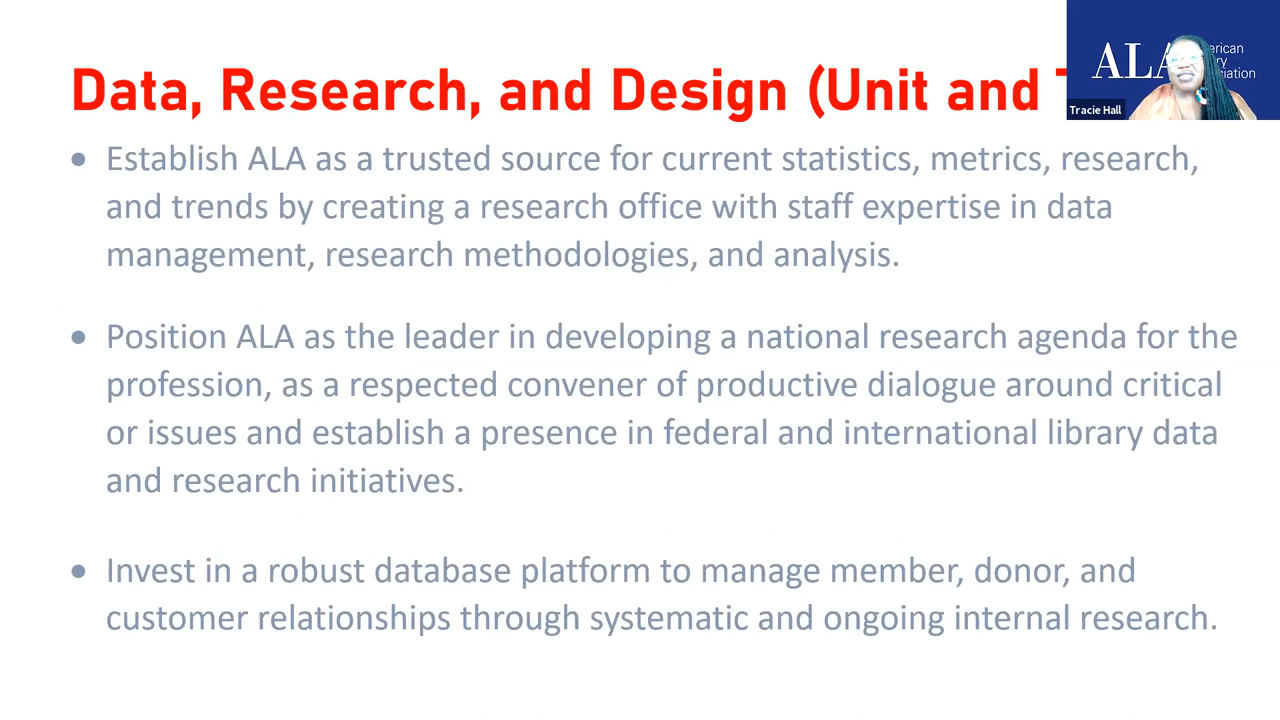 Data, Research, and Design (Unit and
Establish ALA as a trusted source for current statistics, metrics, research,
and trends by creating a research office with staff expertise in data
management, research methodologies, and analysis.
Position ALA as the leader in developing a national research agenda for the
profession, as a respected convener of productive dialogue around critical
or issues and establish a presence in federal and international library data
and research initiatives.
Invest in a robust database platform to manage member, donor, and
customer relationships through systematic and ongoing internal research.
ALA
Tracie Hall